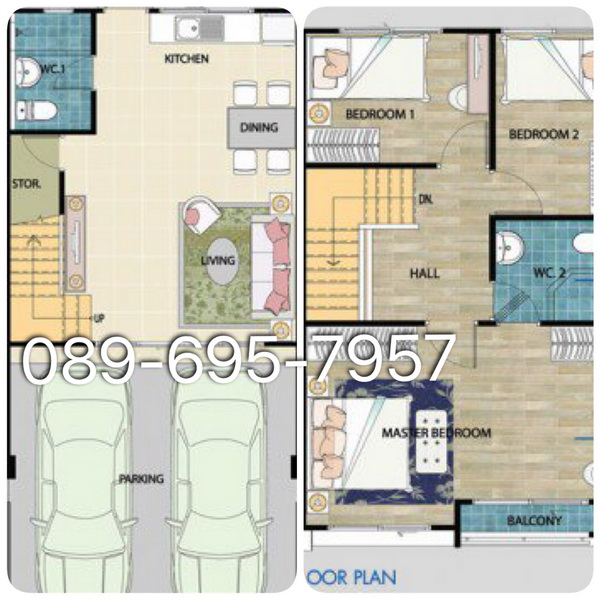 WC.1
KITCHEN
DINING
STOR.
LIVING
UP
PARKING
BEDROOM 1
BEDROOM 2
DN.
HALL
WC. 2
MASTER BEDROOM
BALCONY
OOR PLAN
089-695-7957